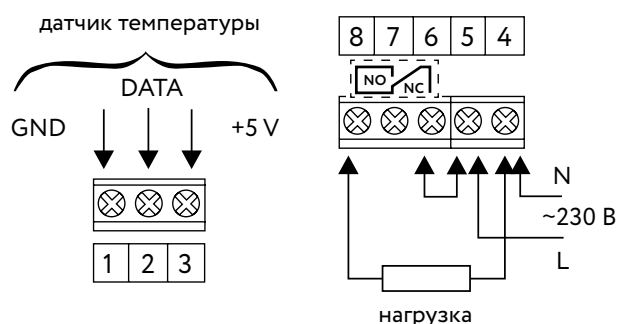 датчик температуры
DATA
GND
+5 V
1 2 3
8 7 6 5 4
NO
NC
N
~230 В
L
нагрузка